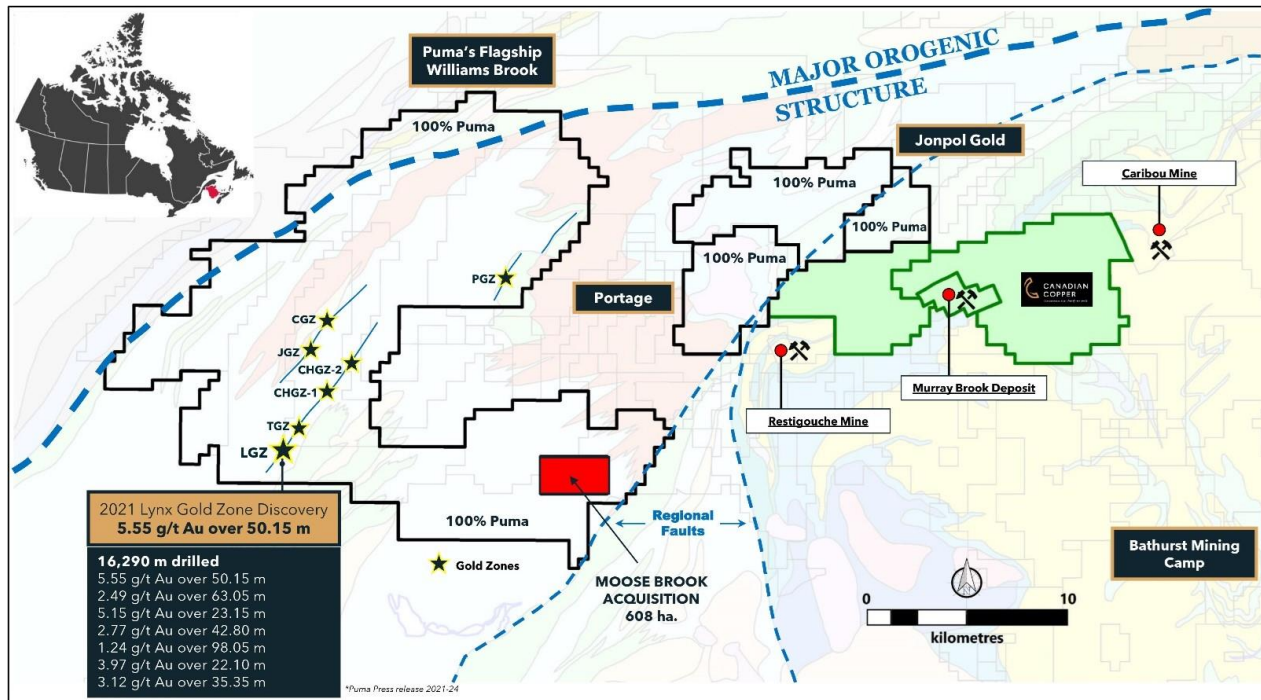 Puma's Flagship
Williams Brook
MAJOR OROGENIC
STRUCTURE
100% Puma
Jonpol Gold
100% Puma
Caribou Mine
100% Puma
100% Puma
PGZ
Portage
CANADIAN
COPPER
CGZ
JGZ
CHGZ-2
CHGZ-1
Murray Brook Deposit
Restigouche Mine
TGZ
LGZ
2021 Lynx Gold Zone Discovery
5.55 g/t Au over 50.15 m
100% Puma
Regional
Faults
16,290 m drilled
5.55 g/t Au over 50.15 m
2.49 g/t Au over 63.05 m
5.15 g/t Au over 23.15 m
2.77 g/t Au over 42.80 m
1.24 g/t Au over 98.05 m
3.97 g/t Au over 22.10 m
3.12 g/t Au over 35.35 m
Gold Zones
MOOSE BROOK
ACQUISITION
608 ha.
Bathurst Mining
Camp
0 10
kilometres
*Puma Press release 2021-24